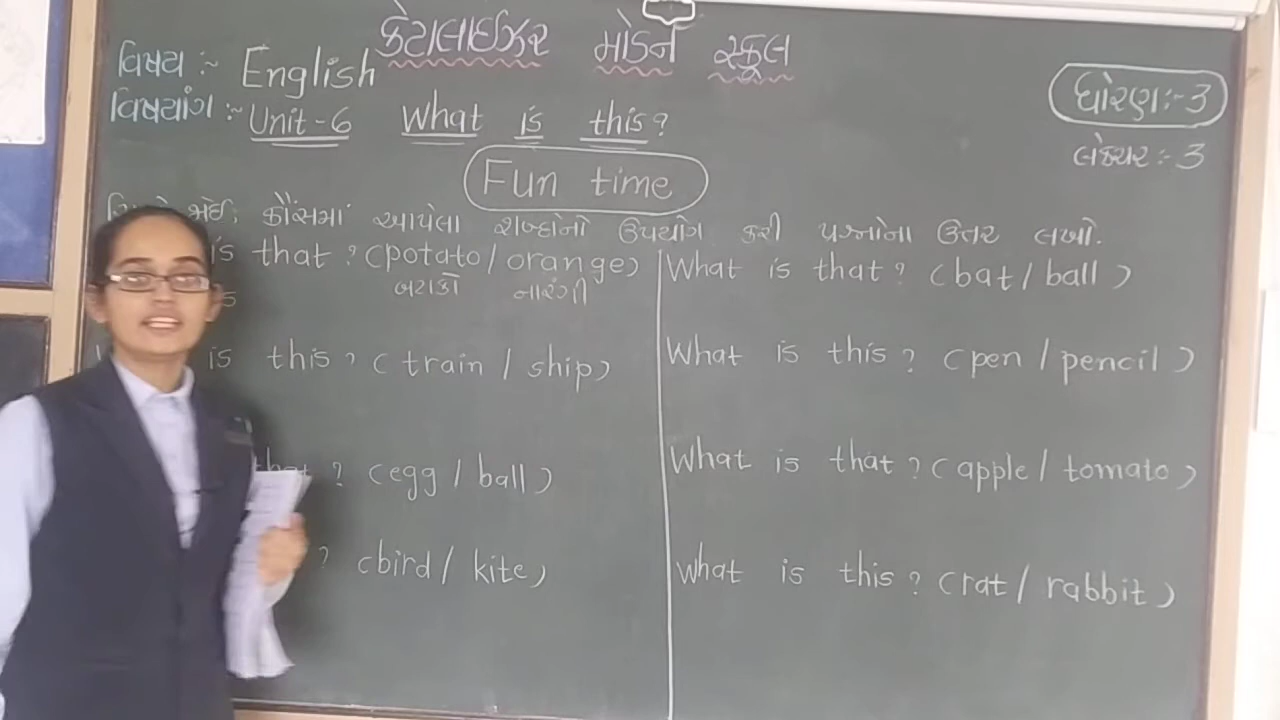 કેટાલાઈઝર મોડર્ન સ્કૂલ
વિષય :- English
વિષયાંગ :- Unit-6 What is this?
ધોરણ :- 3
લેક્ચર :- 3
Fun time
જોઈ, કૌંસમાં આપેલા શબ્દોનો ઉપયોગ કરી પ્રશ્નોના ઉત્તર લખો.
is that? (potato/orange)
બટાકો નારંગી
is this? (train / ship)
that ? (egg / ball)
? (bird / kite)
What is that? (bat / ball)
What is this? (pen / pencil)
What is that? (apple / tomato)
What is this? (rat / rabbit)